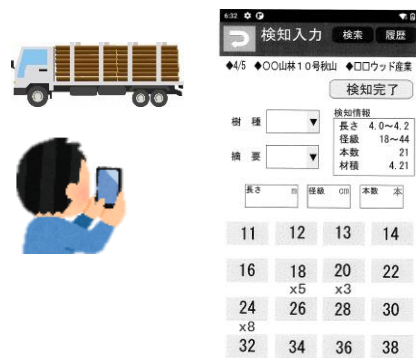 6:32
検知入力 検索 履歴
◆4/5 ◆〇〇山林１０号秋山 ◆□□ウッド産業
検知完了
樹 種 ▼
摘 要 ▼
検知情報
長さ 4.0～4.2
径級 18～44
本数 21
材積 4.21
長さ m 径級 cm 本数 本
11 12 13 14
16 18 20 22
x5 x3
24 26 28 30
x8
32 34 36 38